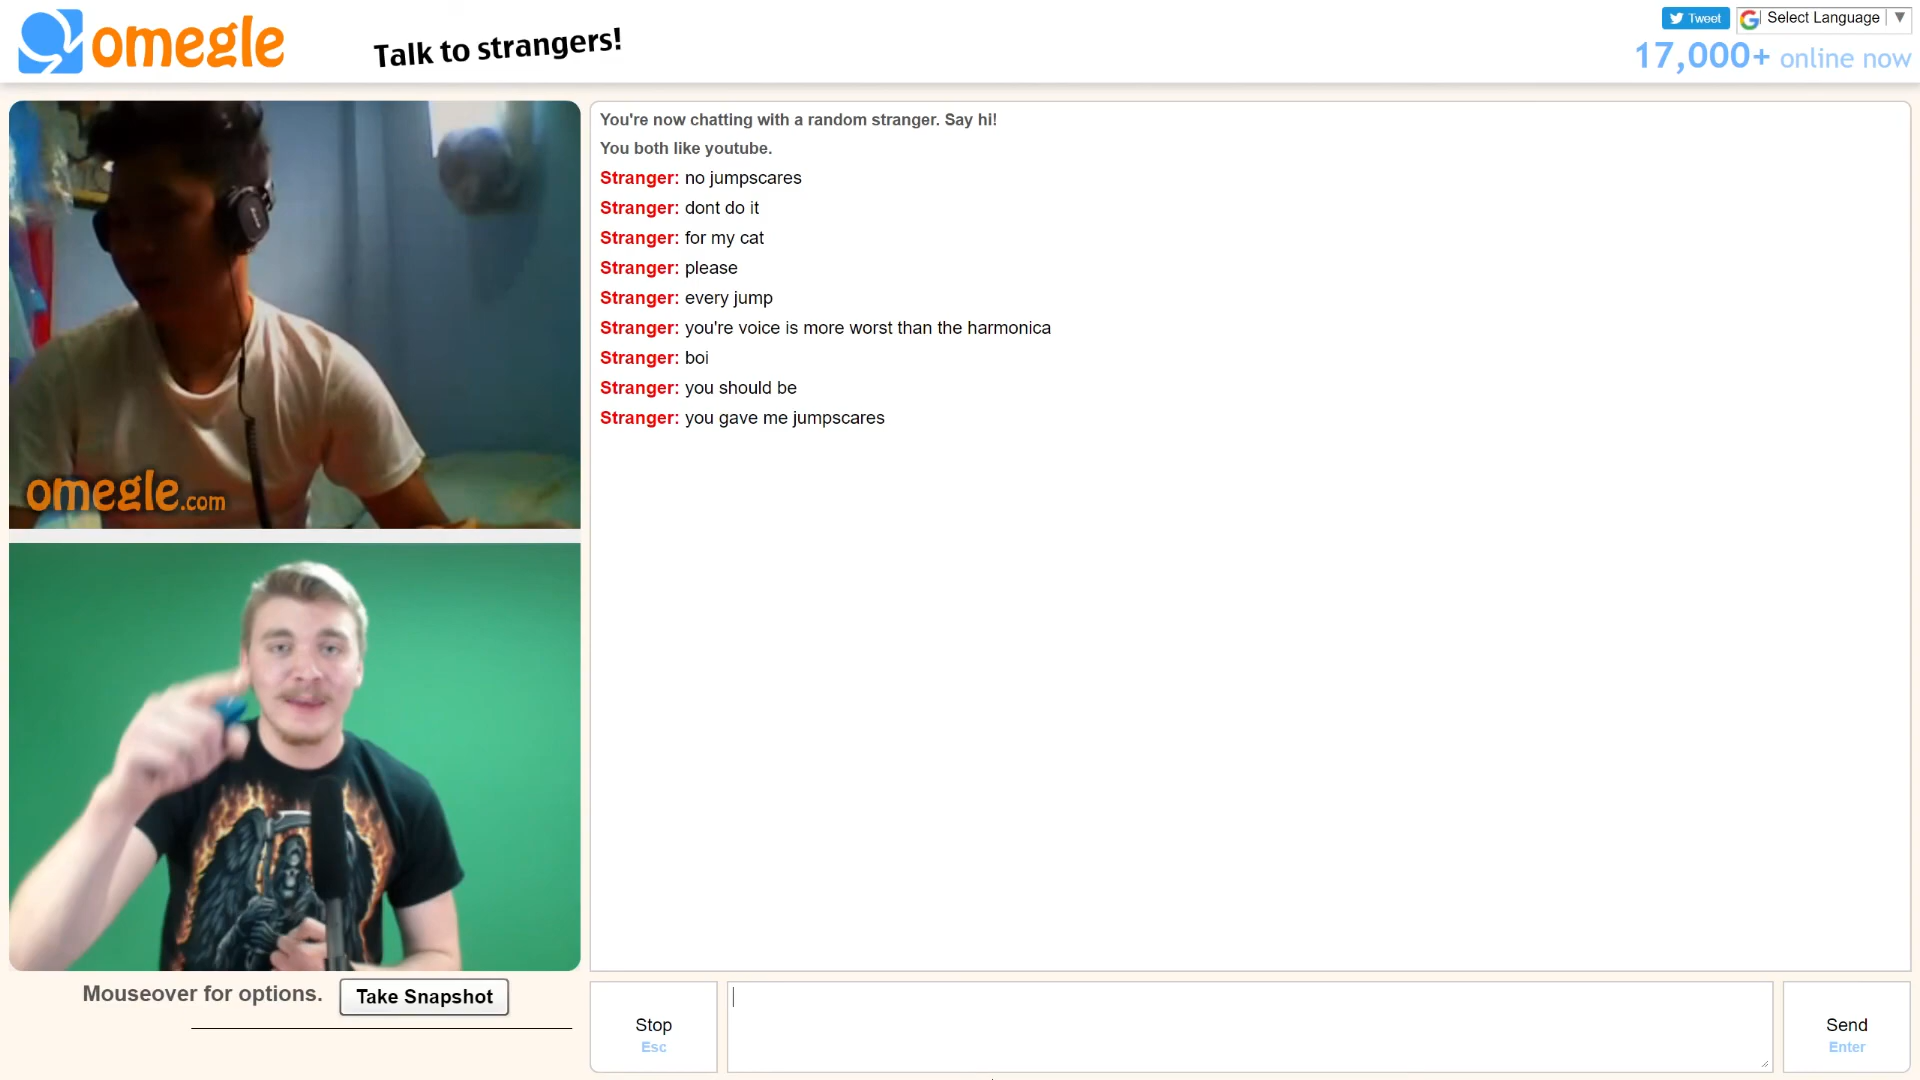 omegle
Talk to strangers!
Tweet
Select Language ▼
17,000+ online now
You're now chatting with a random stranger. Say hi!
You both like youtube.
Stranger: no jumpscares
Stranger: dont do it
Stranger: for my cat
Stranger: please
Stranger: every jump
Stranger: you're voice is more worst than the harmonica
Stranger: boi
Stranger: you should be
Stranger: you gave me jumpscares
omegle.com
Mouseover for options.
Take Snapshot
Stop
Esc
Send
Enter